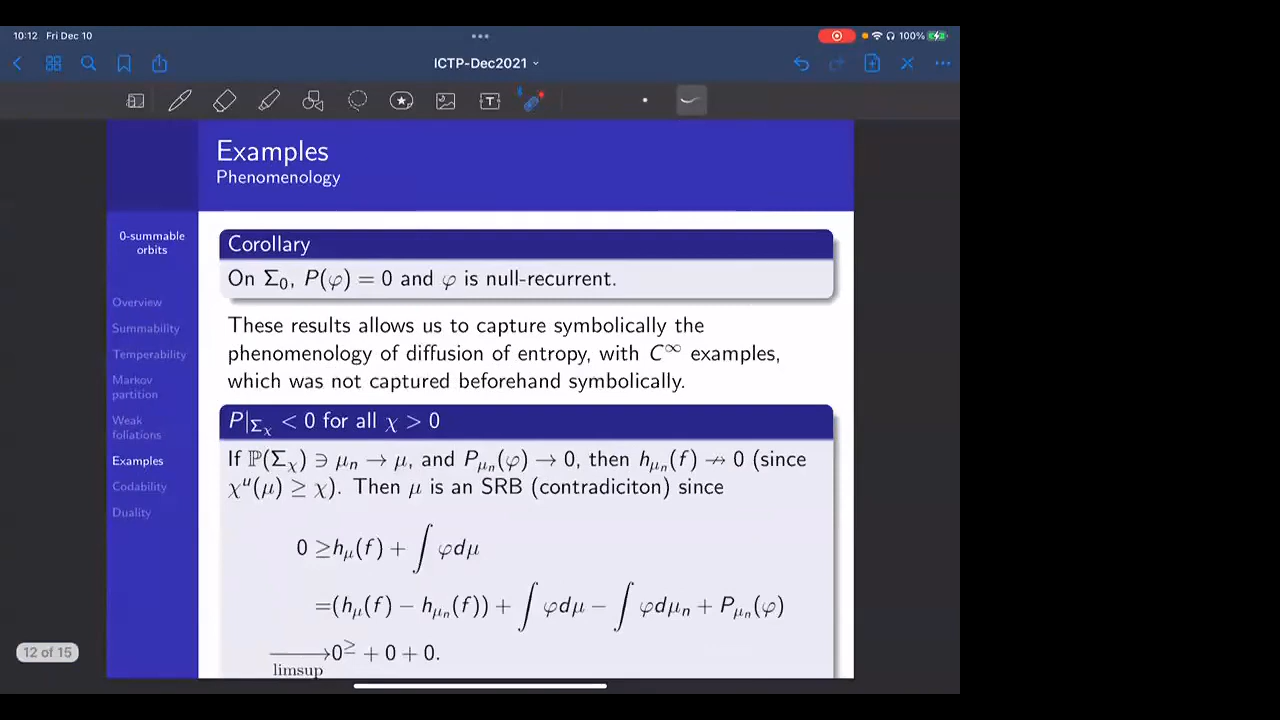 10:12 Fri Dec 10
100%
ICTP-Dec2021
T
Examples
Phenomenology
0-summable
orbits
Overview
Summability
Temperability
Markov
partition
Weak
foliations
Examples
Codability
Duality
Corollary
On Σ₀, P(φ) = 0 and φ is null-recurrent.
These results allows us to capture symbolically the
phenomenology of diffusion of entropy, with C^∞ examples,
which was not captured beforehand symbolically.
P|_{Σ_χ} < 0 for all χ > 0
If ℙ(Σ_χ) ∋ μ_n → μ, and P_{μ_n}(φ) → 0, then h_{μ_n}(f) ↛ 0 (since
χ^u(μ) ≥ χ). Then μ is an SRB (contradiciton) since
0 ≥h_μ(f) + ∫ φdμ
=(h_μ(f) − h_{μ_n}(f)) + ∫ φdμ − ∫ φdμ_n + P_{μ_n}(φ)
⟶0^≥ + 0 + 0.
limsup
12 of 15